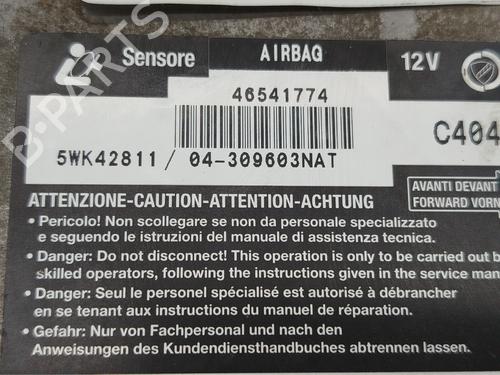 Sensore AIRBAG 12V
46541774
C404
5WK42811 / 04-309603NAT
ATTENZIONE-CAUTION-ATTENTION-ACHTUNG
AVANTI DEVANT
FORWARD VORN
• Pericolo! Non scollegare se non da personale specializzato
e seguendo le istruzioni del manuale di assistenza tecnica.
• Danger: Do not disconnect! This operation is only to be carried out b
skilled operators, following the instructions given in the service man
• Danger: Seul le personel spécialisé est autorisé à débrancher
en se tenant aux instructions du manuel de réparation.
• Gefahr: Nur von Fachpersonal und nach den
Anweisungen des Kundendiensthandbuches abtrennen lassen.
B-PARTS